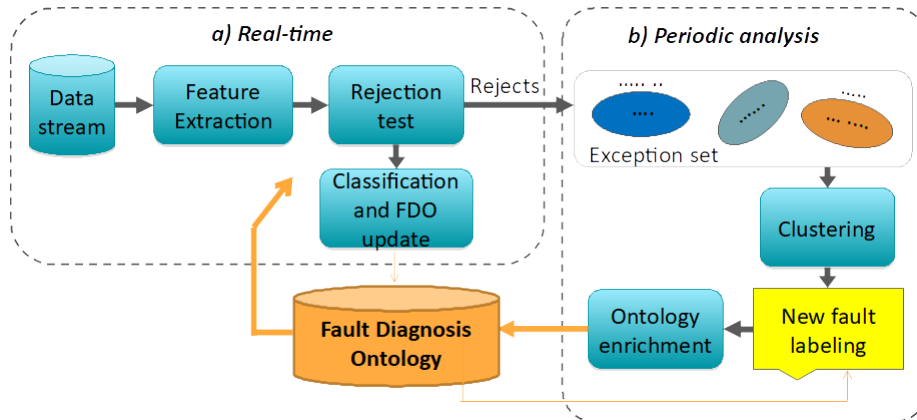 a) Real-time
b) Periodic analysis
Data
stream
Feature
Extraction
Rejection
test
Rejects
Exception set
Classification
and FDO
update
Clustering
Fault Diagnosis
Ontology
Ontology
enrichment
New fault
labeling